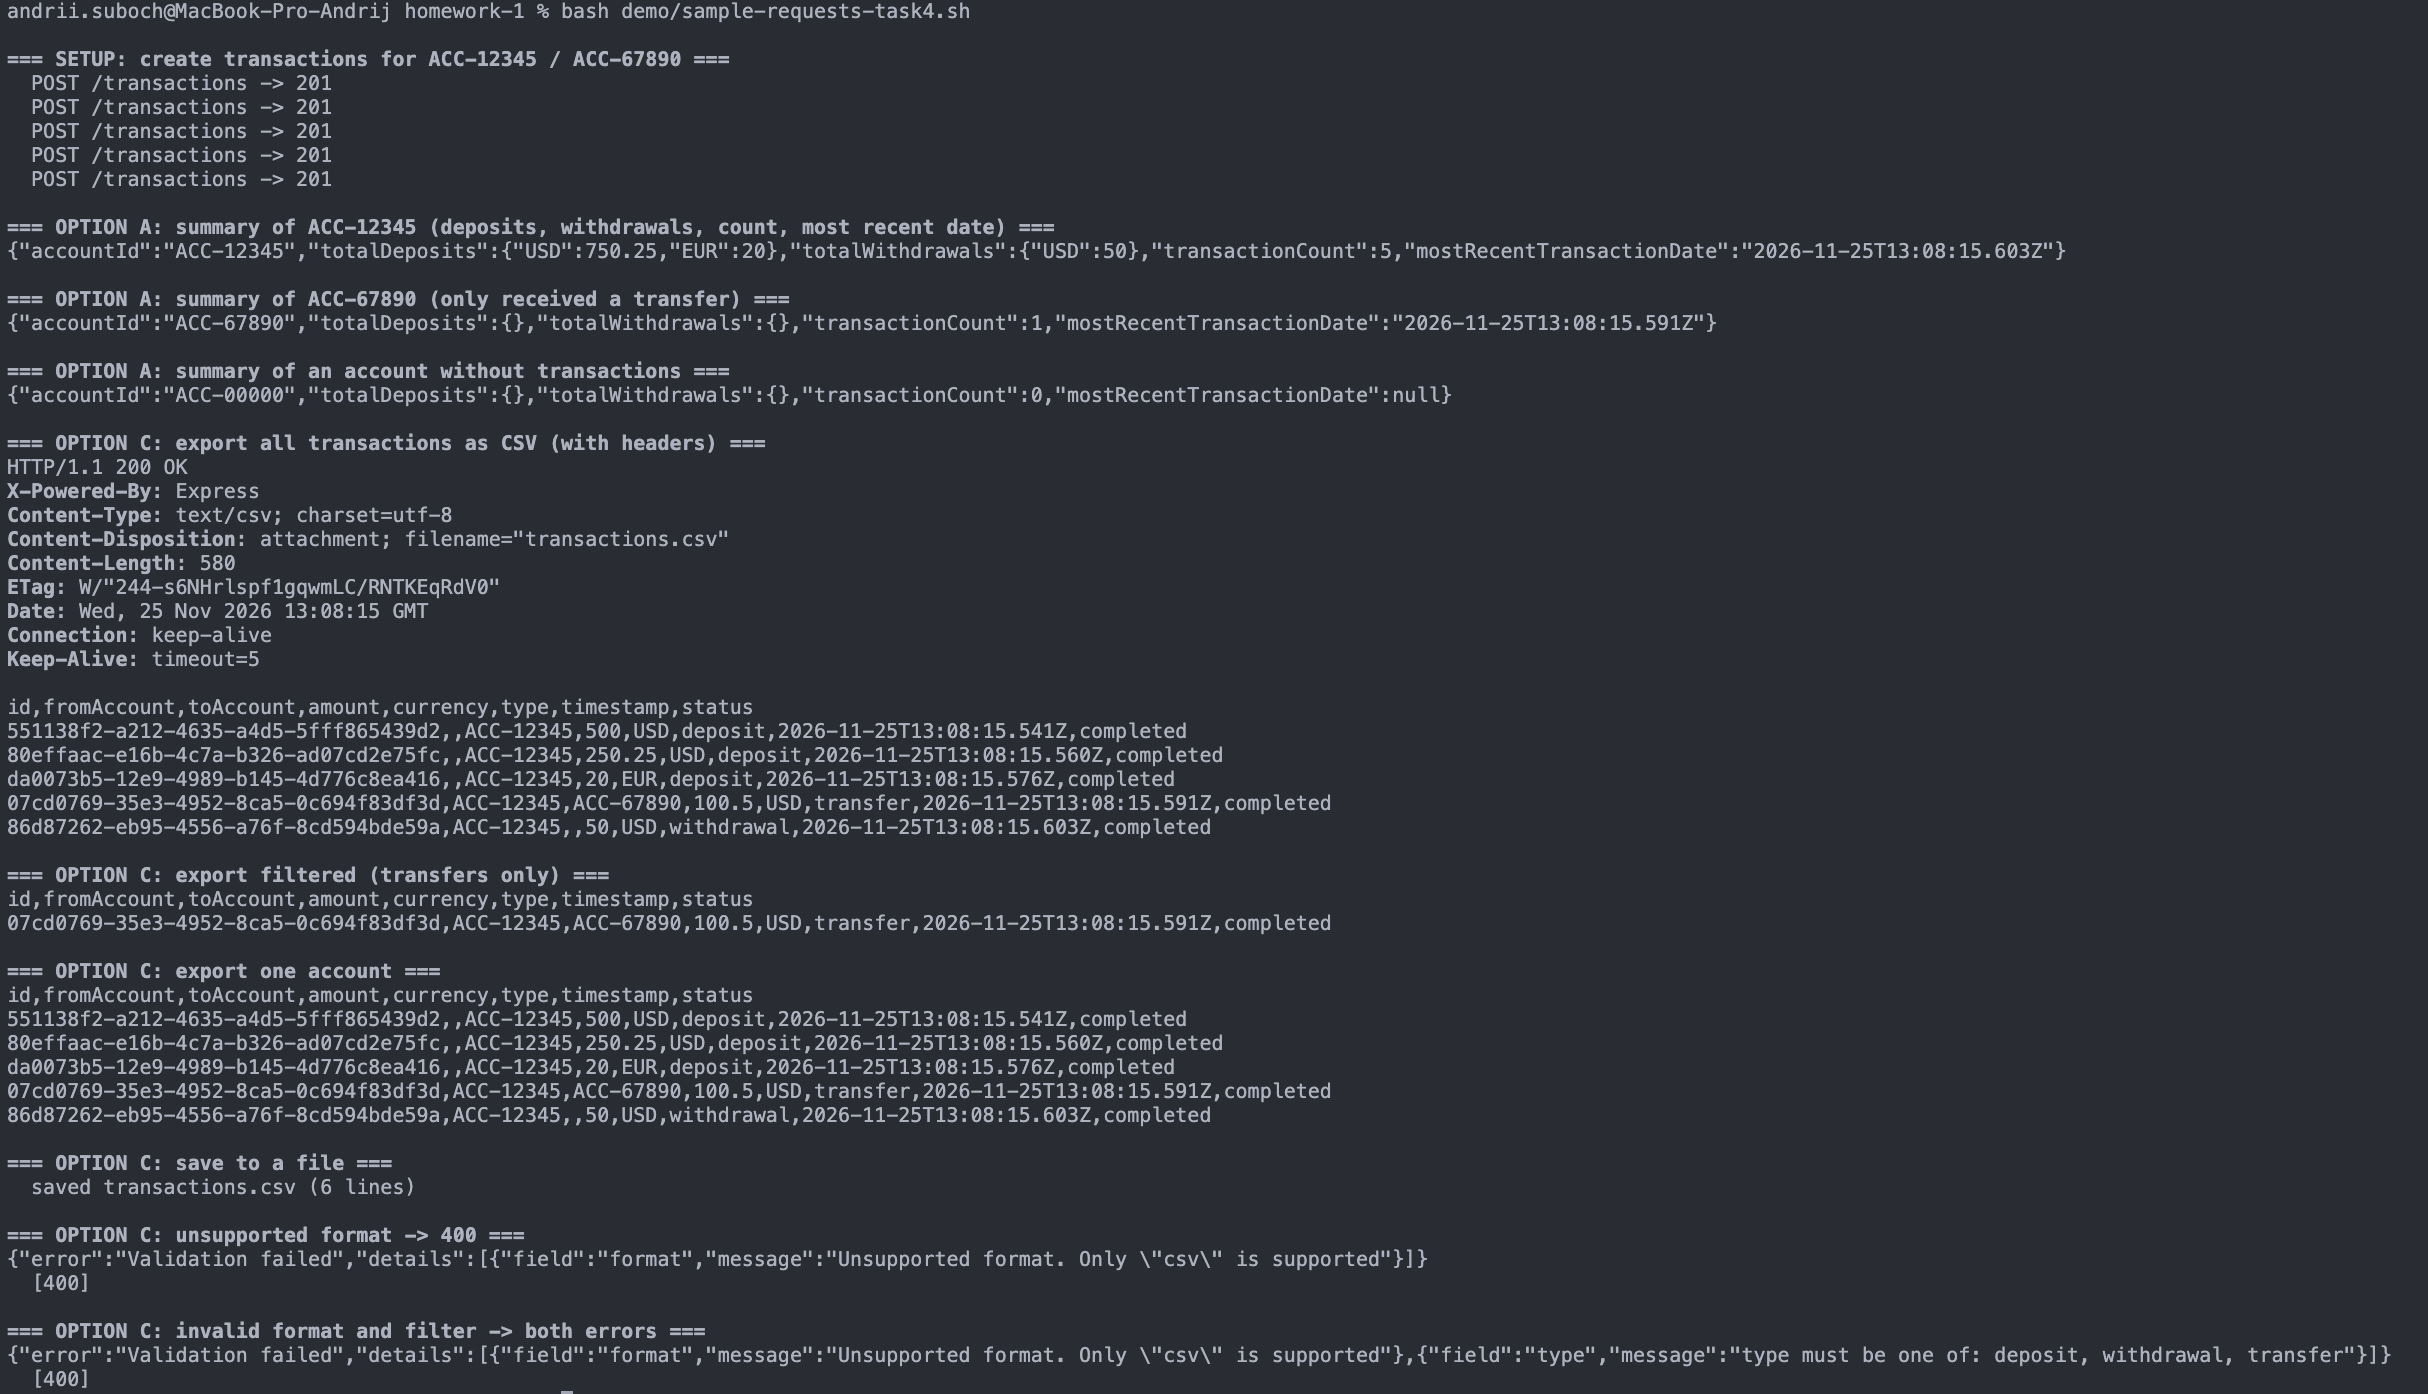 andrii.suboch@MacBook-Pro-Andrij homework-1 % bash demo/sample-requests-task4.sh
=== SETUP: create transactions for ACC-12345 / ACC-67890 ===
POST /transactions -> 201
POST /transactions -> 201
POST /transactions -> 201
POST /transactions -> 201
POST /transactions -> 201
=== OPTION A: summary of ACC-12345 (deposits, withdrawals, count, most recent date) ===
{"accountId":"ACC-12345","totalDeposits":{"USD":750.25,"EUR":20},"totalWithdrawals":{"USD":50},"transactionCount":5,"mostRecentTransactionDate":"2026-11-25T13:08:15.603Z"}
=== OPTION A: summary of ACC-67890 (only received a transfer) ===
{"accountId":"ACC-67890","totalDeposits":{},"totalWithdrawals":{},"transactionCount":1,"mostRecentTransactionDate":"2026-11-25T13:08:15.591Z"}
=== OPTION A: summary of an account without transactions ===
{"accountId":"ACC-00000","totalDeposits":{},"totalWithdrawals":{},"transactionCount":0,"mostRecentTransactionDate":null}
=== OPTION C: export all transactions as CSV (with headers) ===
HTTP/1.1 200 OK
X-Powered-By: Express
Content-Type: text/csv; charset=utf-8
Content-Disposition: attachment; filename="transactions.csv"
Content-Length: 580
ETag: W/"244-s6NHrlspf1gqwmLC/RNTKEqRdV0"
Date: Wed, 25 Nov 2026 13:08:15 GMT
Connection: keep-alive
Keep-Alive: timeout=5
id,fromAccount,toAccount,amount,currency,type,timestamp,status
551138f2-a212-4635-a4d5-5fff865439d2,,ACC-12345,500,USD,deposit,2026-11-25T13:08:15.541Z,completed
80effaac-e16b-4c7a-b326-ad07cd2e75fc,,ACC-12345,250.25,USD,deposit,2026-11-25T13:08:15.560Z,completed
da0073b5-12e9-4989-b145-4d776c8ea416,,ACC-12345,20,EUR,deposit,2026-11-25T13:08:15.576Z,completed
07cd0769-35e3-4952-8ca5-0c694f83df3d,ACC-12345,ACC-67890,100.5,USD,transfer,2026-11-25T13:08:15.591Z,completed
86d87262-eb95-4556-a76f-8cd594bde59a,ACC-12345,,50,USD,withdrawal,2026-11-25T13:08:15.603Z,completed
=== OPTION C: export filtered (transfers only) ===
id,fromAccount,toAccount,amount,currency,type,timestamp,status
07cd0769-35e3-4952-8ca5-0c694f83df3d,ACC-12345,ACC-67890,100.5,USD,transfer,2026-11-25T13:08:15.591Z,completed
=== OPTION C: export one account ===
id,fromAccount,toAccount,amount,currency,type,timestamp,status
551138f2-a212-4635-a4d5-5fff865439d2,,ACC-12345,500,USD,deposit,2026-11-25T13:08:15.541Z,completed
80effaac-e16b-4c7a-b326-ad07cd2e75fc,,ACC-12345,250.25,USD,deposit,2026-11-25T13:08:15.560Z,completed
da0073b5-12e9-4989-b145-4d776c8ea416,,ACC-12345,20,EUR,deposit,2026-11-25T13:08:15.576Z,completed
07cd0769-35e3-4952-8ca5-0c694f83df3d,ACC-12345,ACC-67890,100.5,USD,transfer,2026-11-25T13:08:15.591Z,completed
86d87262-eb95-4556-a76f-8cd594bde59a,ACC-12345,,50,USD,withdrawal,2026-11-25T13:08:15.603Z,completed
=== OPTION C: save to a file ===
saved transactions.csv (6 lines)
=== OPTION C: unsupported format -> 400 ===
{"error":"Validation failed","details":[{"field":"format","message":"Unsupported format. Only \"csv\" is supported"}]}
[400]
=== OPTION C: invalid format and filter -> both errors ===
{"error":"Validation failed","details":[{"field":"format","message":"Unsupported format. Only \"csv\" is supported"},{"field":"type","message":"type must be one of: deposit, withdrawal, transfer"}]}
[400]